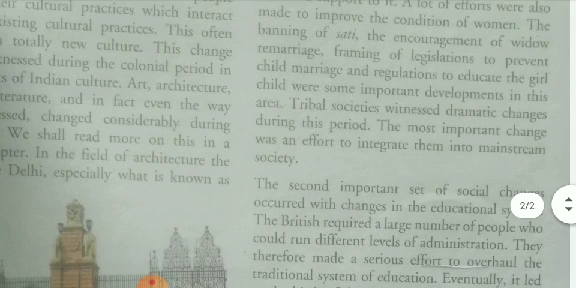 eir cultural practices which interact
isting cultural practices. This often
totally new culture. This change
nessed during the colonial period in
s of Indian culture. Art, architecture,
terature, and in fact even the way
ssed, changed considerably during
We shall read more on this in a
pter. In the field of architecture the
Delhi, especially what is known as
to it. A lot of efforts were also
made to improve the condition of women. The
banning of sati, the encouragement of widow
remarriage, framing of legislations to prevent
child marriage and regulations to educate the girl
child were some important developments in this
area. Tribal societies witnessed dramatic changes
during this period. The most important change
was an effort to integrate them into mainstream
society.
The second important set of social
occurred with changes in the educational
The British required a large number of people who
could run different levels of administration. They
therefore made a serious effort to overhaul the
traditional system of education. Eventually, it led
2/2